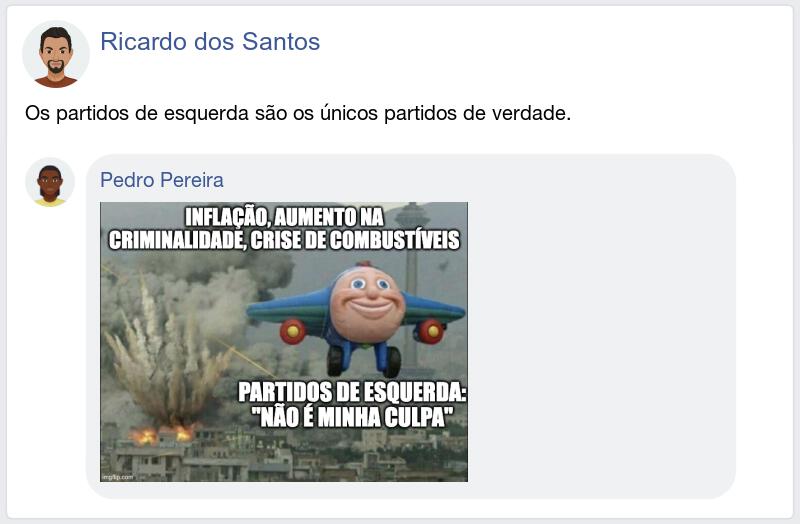 Ricardo dos Santos
Os partidos de esquerda são os únicos partidos de verdade.
Pedro Pereira
INFLAÇÃO, AUMENTO NA
CRIMINALIDADE, CRISE DE COMBUSTÍVEIS
PARTIDOS DE ESQUERDA:
"NÃO É MINHA CULPA"
imgflip.com